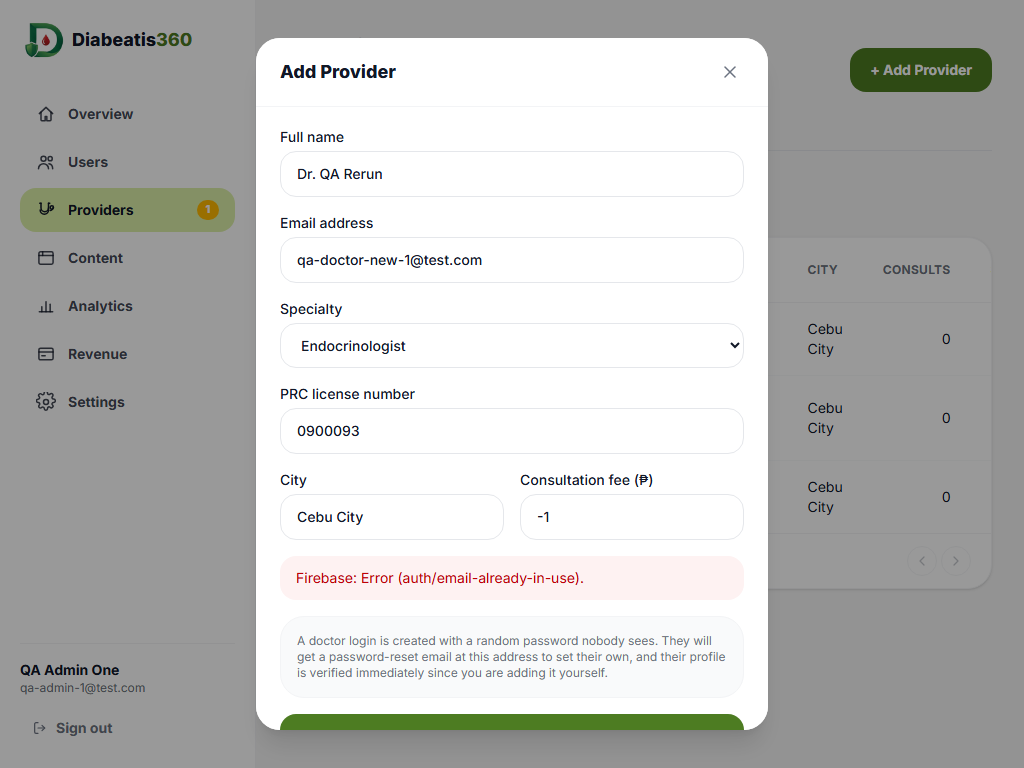 Diabeatis360
Overview
Users
Providers
1
Content
Analytics
Revenue
Settings
QA Admin One
qa-admin-1@test.com
Sign out
+ Add Provider
CITY
CONSULTS
Cebu
City
0
Cebu
City
0
Cebu
City
0
Add Provider
Full name
Dr. QA Rerun
Email address
qa-doctor-new-1@test.com
Specialty
Endocrinologist
PRC license number
0900093
City
Consultation fee (₱)
Cebu City
-1
Firebase: Error (auth/email-already-in-use).
A doctor login is created with a random password nobody sees. They will
get a password-reset email at this address to set their own, and their profile
is verified immediately since you are adding it yourself.